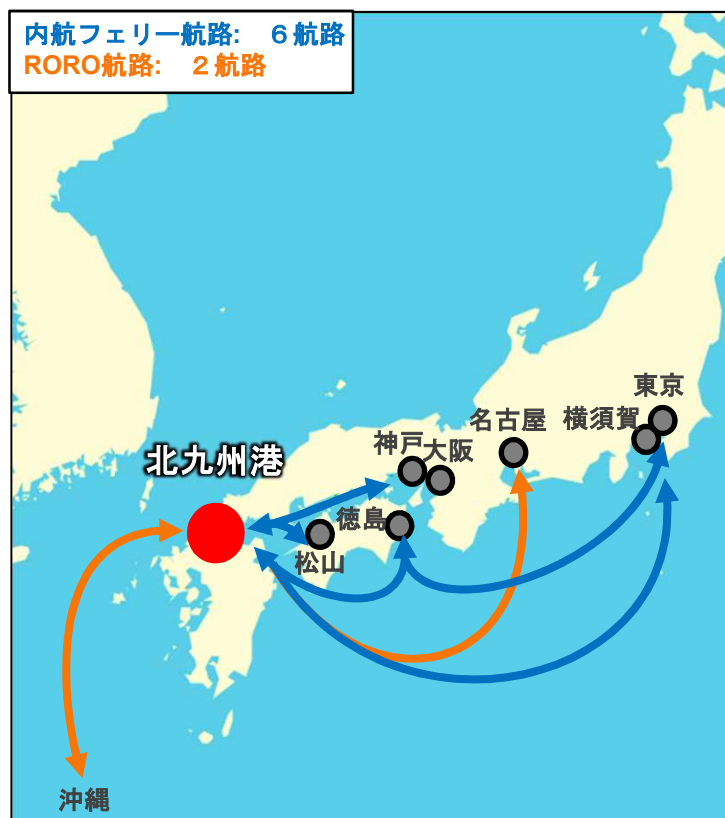 内航フェリー航路:　６航路
RORO航路:　２航路
東京
横須賀
名古屋
神戸
大阪
北九州港
徳島
松山
沖縄